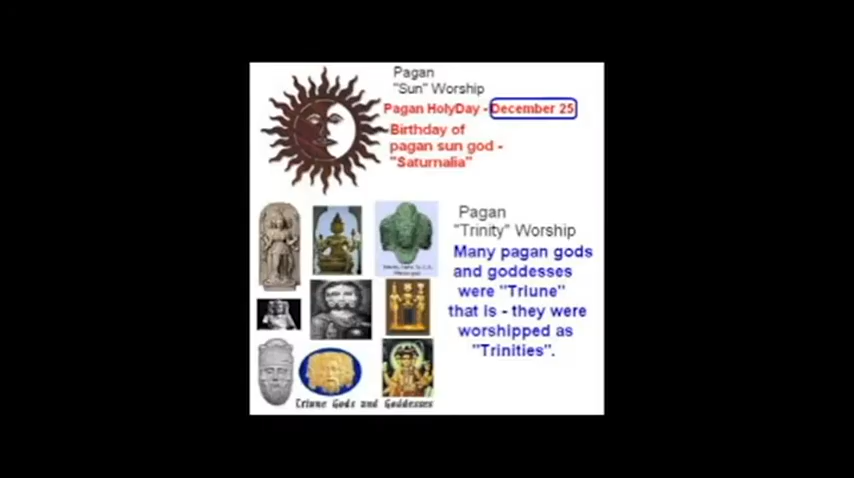 Pagan
"Sun" Worship
Pagan HolyDay - December 25
Birthday of
pagan sun god -
"Saturnalia"
Pagan
"Trinity" Worship
Many pagan gods
and goddesses
were "Triune"
that is - they were
worshipped as
"Trinities".
Triune Gods and Goddesses